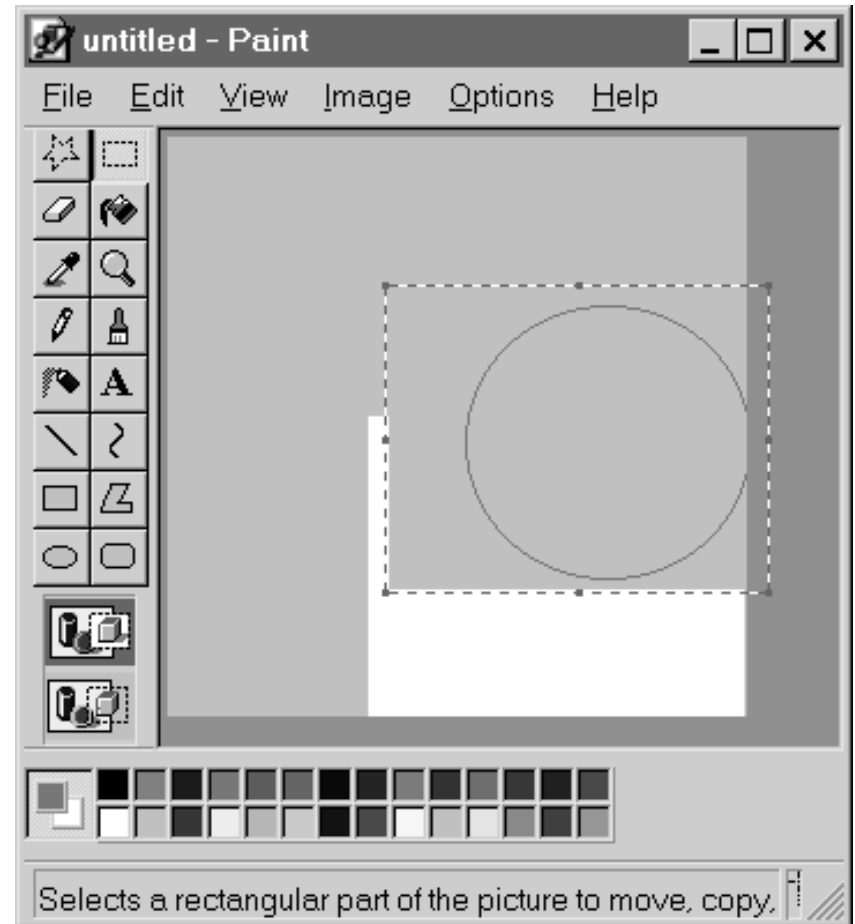 untitled - Paint
File Edit View Image Options Help
A
Selects a rectangular part of the picture to move, copy,